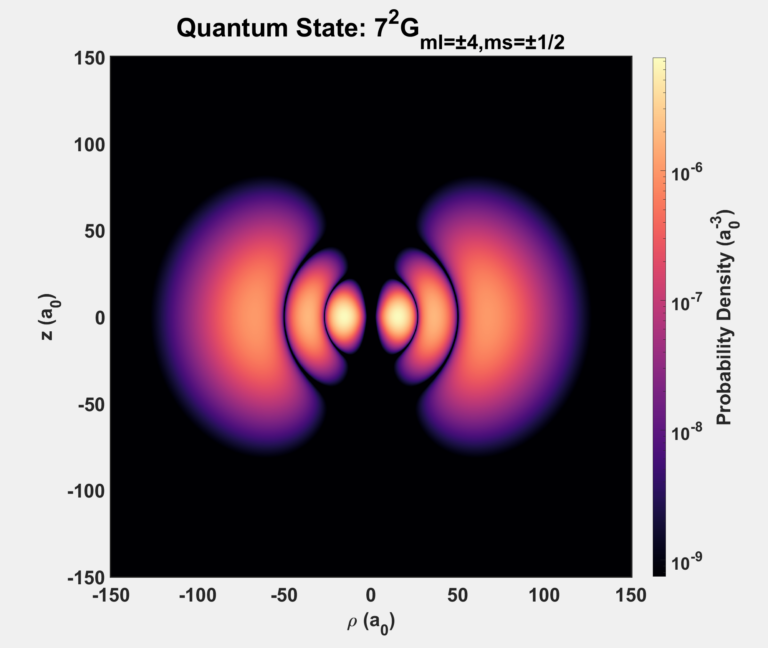 Quantum State: 7²G ml=±4,ms=±1/2
150
100
50
0
-50
-100
-150
z (a₀)
-150 -100 -50 0 50 100 150
ρ (a₀)
10⁻⁶
10⁻⁷
10⁻⁸
10⁻⁹
Probability Density (a₀⁻³)